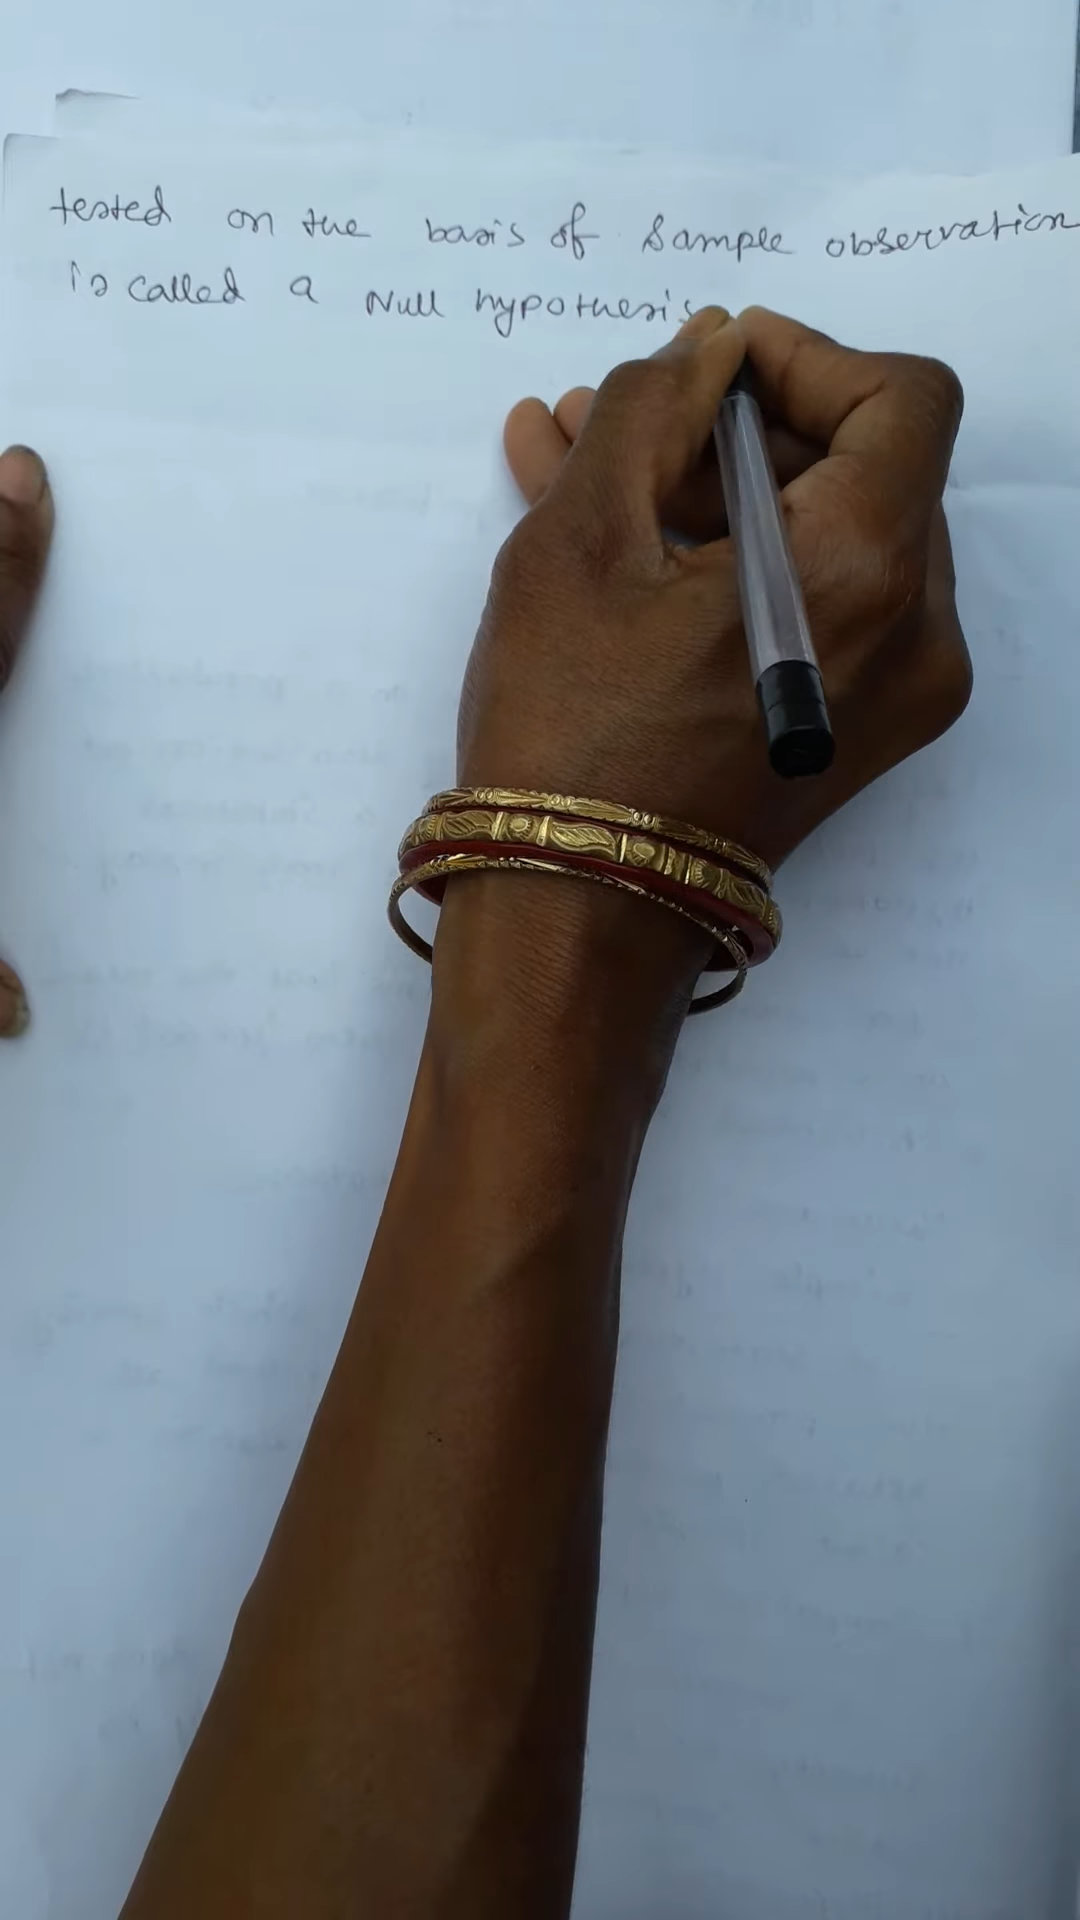 tested on the basis of sample observation
is called a Null hypothesis